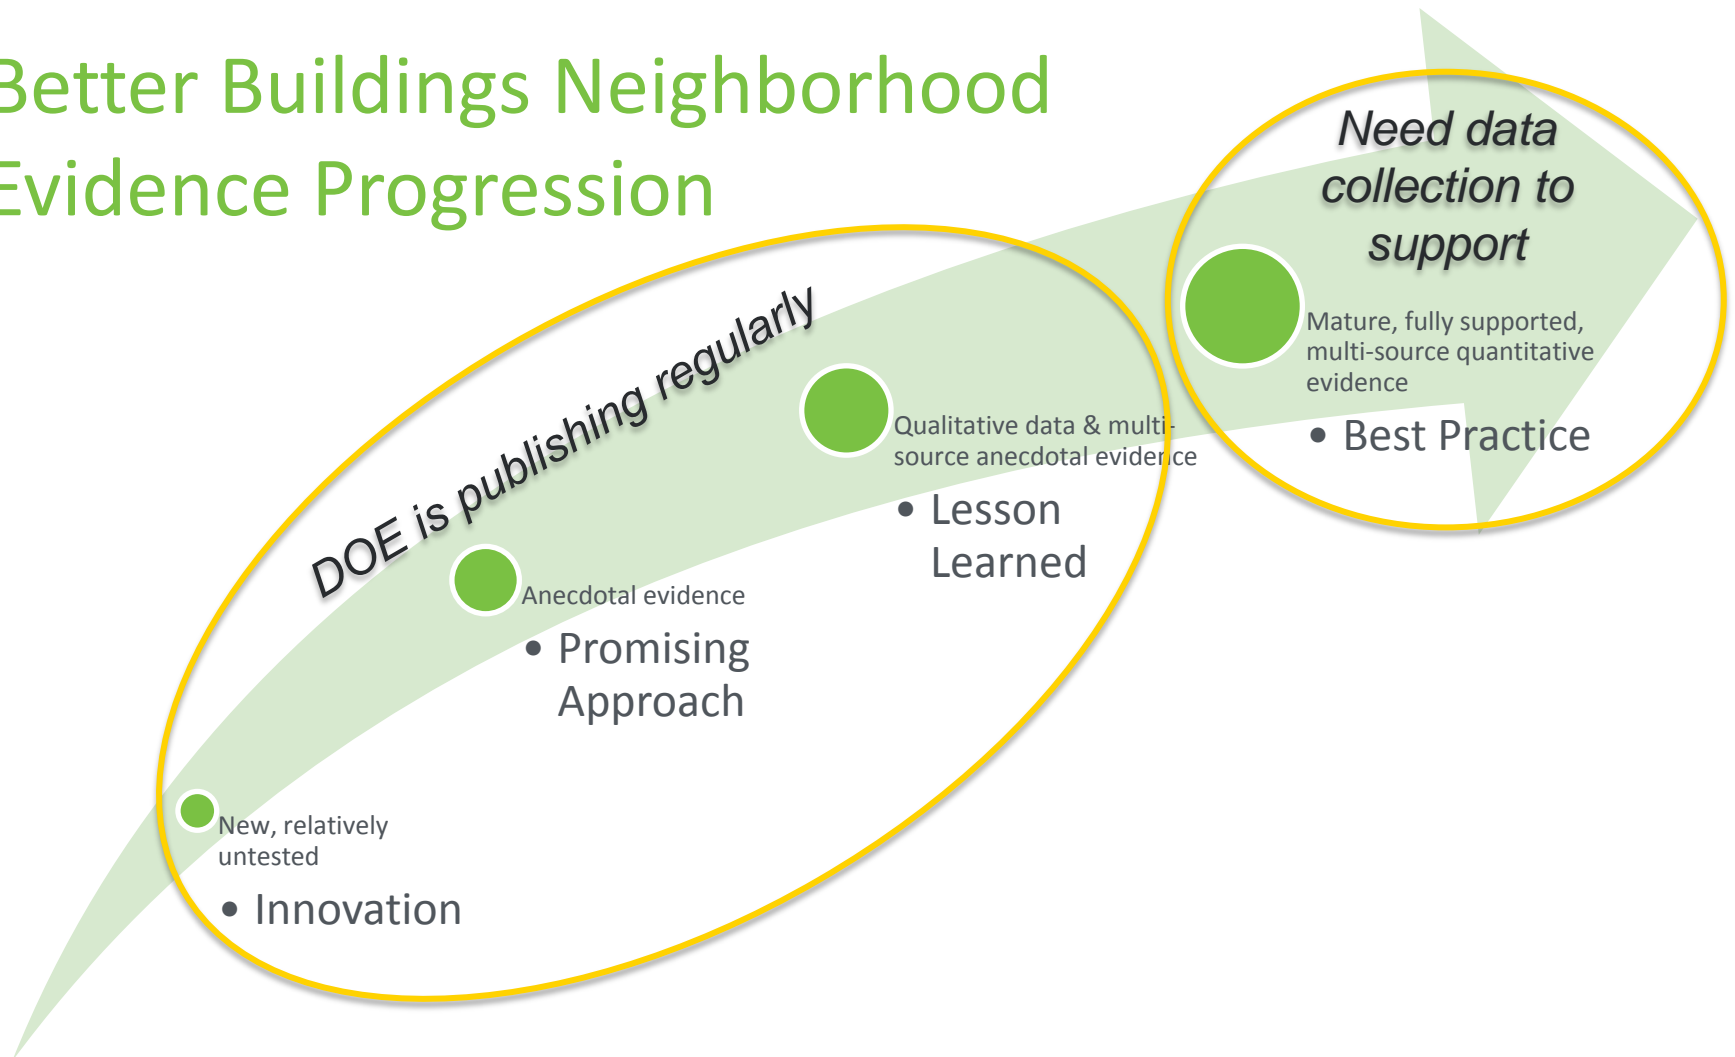 Better Buildings Neighborhood
Evidence Progression
DOE is publishing regularly
New, relatively
untested
• Innovation
Anecdotal evidence
• Promising
Approach
Qualitative data & multi-
source anecdotal evidence
• Lesson
Learned
Need data
collection to
support
Mature, fully supported,
multi-source quantitative
evidence
• Best Practice